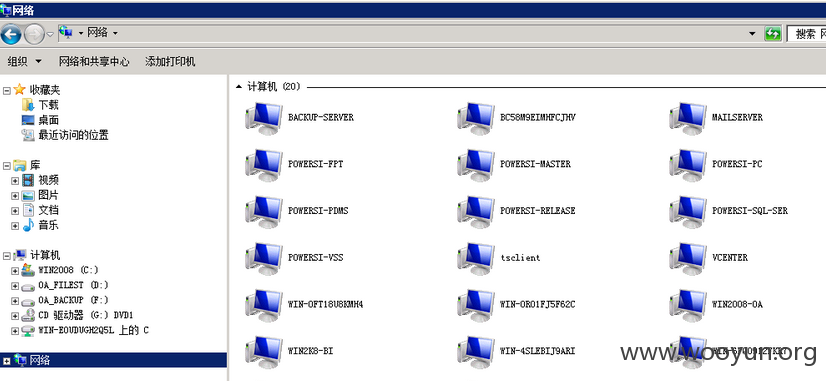 网络
网络
搜索 网
组织 网络和共享中心 添加打印机
收藏夹
下载
桌面
最近访问的位置
库
视频
图片
文档
音乐
计算机
WIN2008 (C:)
OA_FILEST (D:)
OA_BACKUP (F:)
CD 驱动器 (G:) DVD1
WIN-EOUDUGH2Q5L 上的 C
网络
计算机 (20)
BACKUP-SERVER
BC58M9EIMHFCJHV
MAILSERVER
POWERSI-FPT
POWERSI-MASTER
POWERSI-PC
POWERSI-PDMS
POWERSI-RELEASE
POWERSI-SQL-SER
POWERSI-VSS
tsclient
VCENTER
WIN-OFT18U8KMH4
WIN-ORO1FJ5F62C
WIN2008-OA
WIN2K8-BI
WIN-4SLEBIJ9ARI
www.wooyun.org